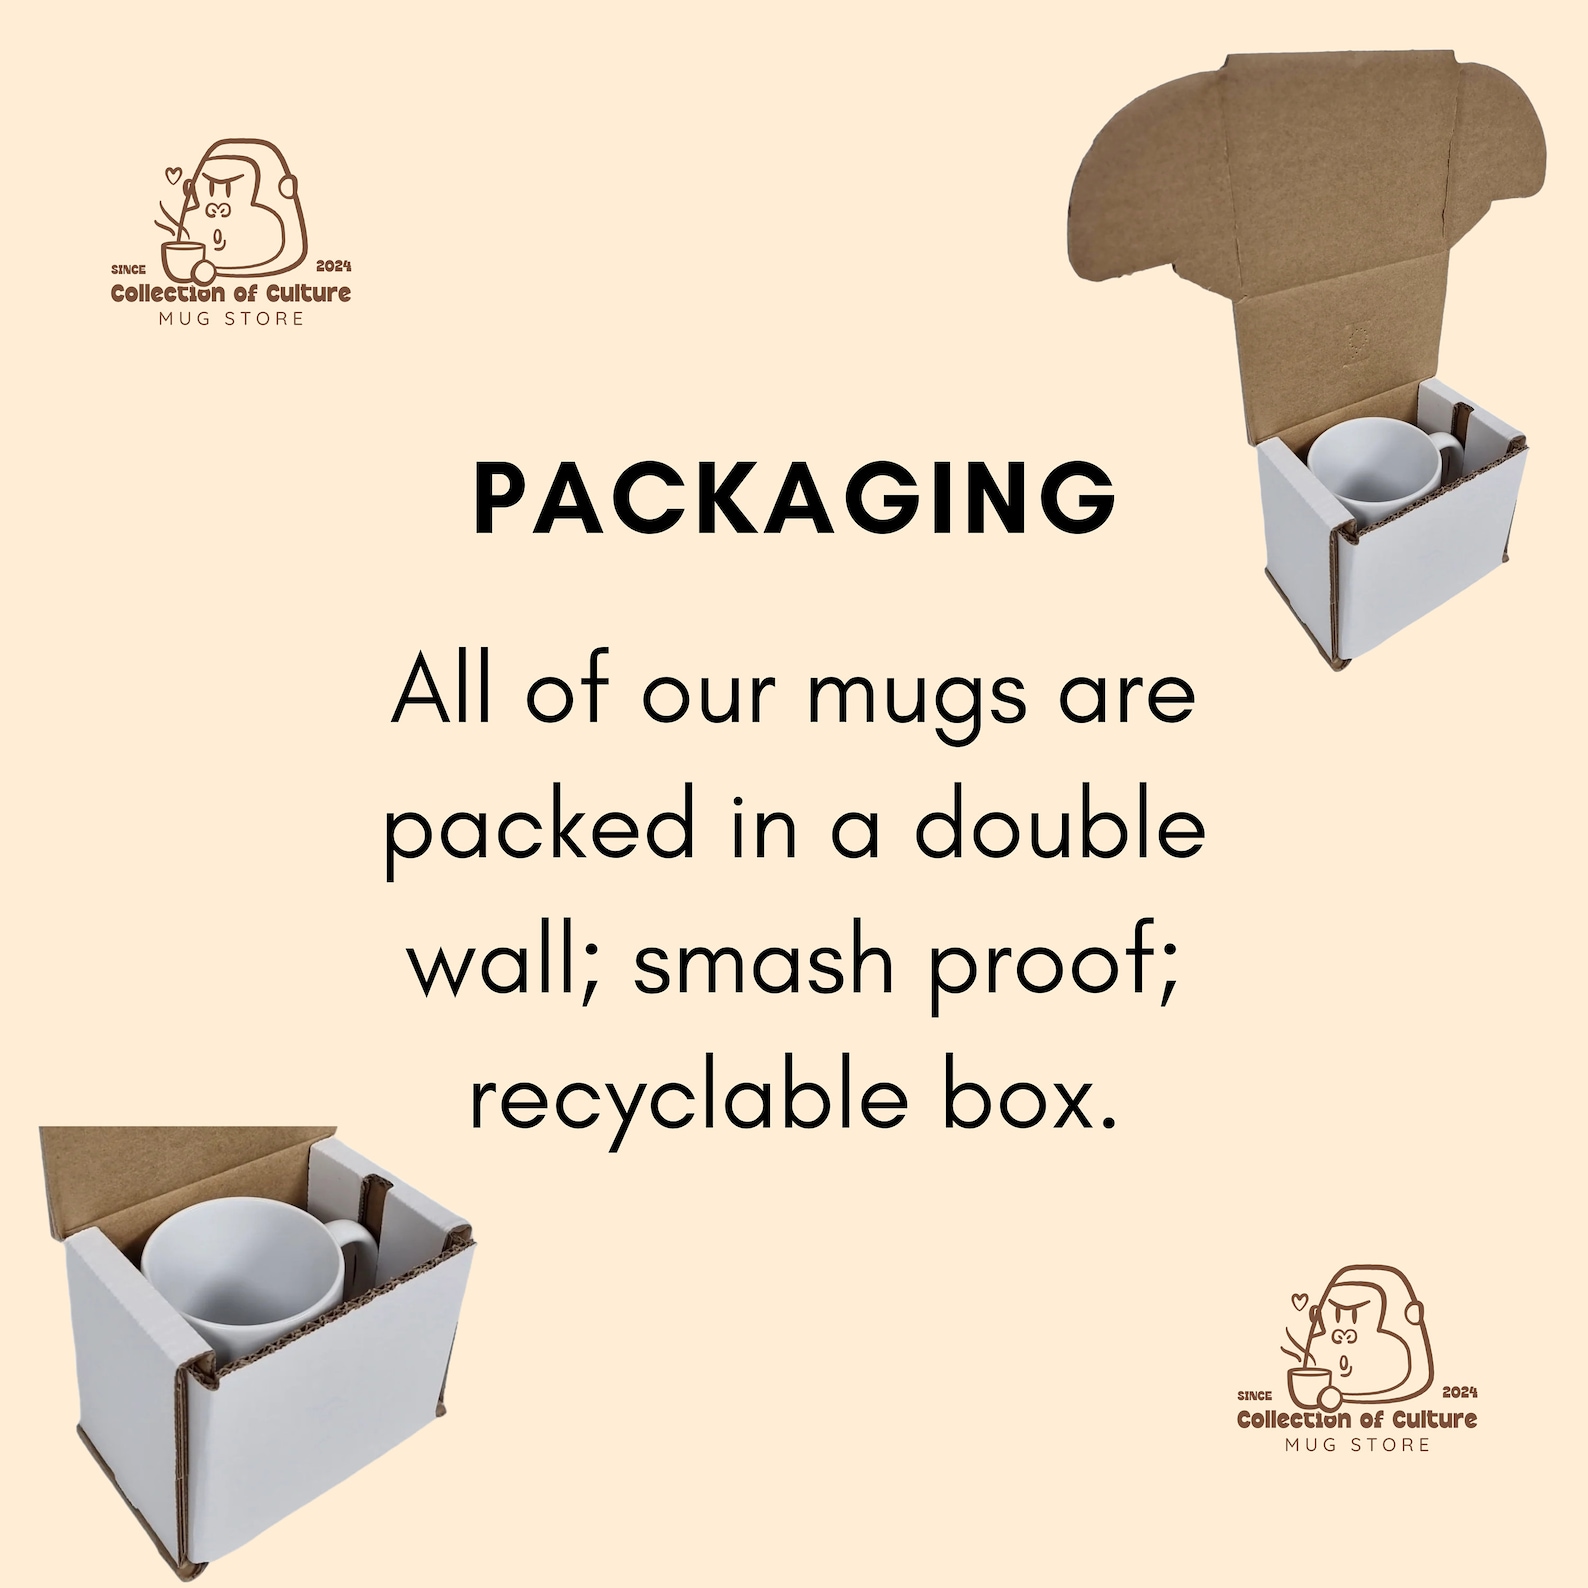 SINCE 2024
Collection of Culture
MUG STORE
PACKAGING
All of our mugs are
packed in a double
wall; smash proof;
recyclable box.
SINCE 2024
Collection of Culture
MUG STORE